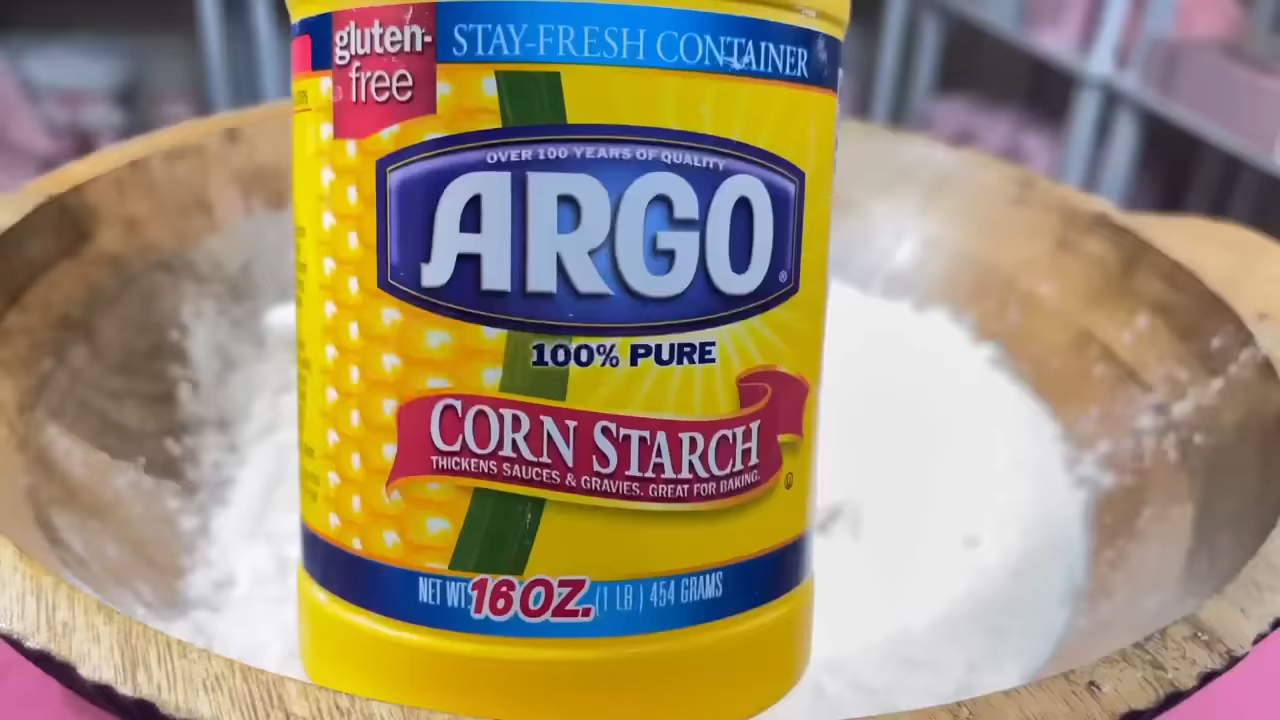 gluten-
free
STAY-FRESH CONTAINER
OVER 100 YEARS OF QUALITY
ARGO®
100% PURE
CORN STARCH
THICKENS SAUCES & GRAVIES. GREAT FOR BAKING.
NET WT 16 OZ. (1 LB.) 454 GRAMS